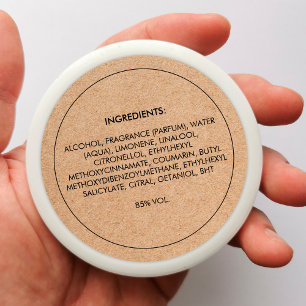 INGREDIENTS:
ALCOHOL, FRAGRANCE (PARFUM), WATER
(AQUA), LIMONENE, LINALOOL,
CITRONELLOL, ETHYLHEXYL
METHOXYCINNAMATE, COUMARIN, BUTYL
METHOXYDIBENZOYLMETHANE, ETHYLHEXYL
SALICYLATE, CITRAL, GETANIOL, BHT
85% VOL.